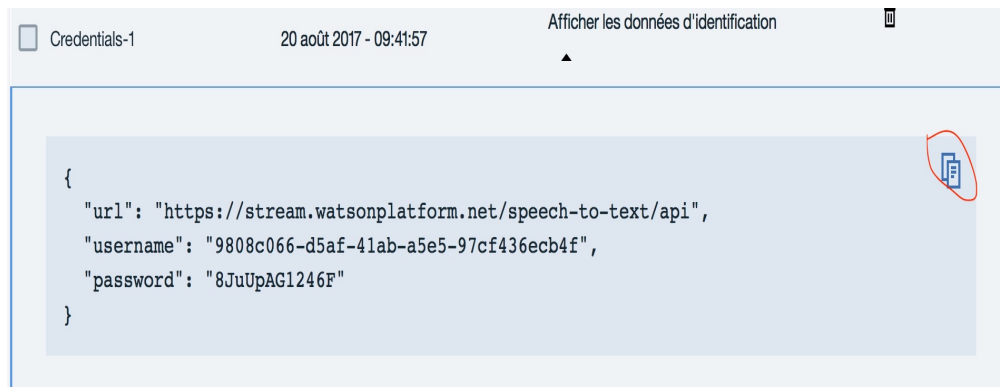 Afficher les données d'identification
Credentials-1 20 août 2017 - 09:41:57
{
"url": "https://stream.watsonplatform.net/speech-to-text/api",
"username": "9808c066-d5af-41ab-a5e5-97cf436ecb4f",
"password": "8JuUpAG1246F"
}